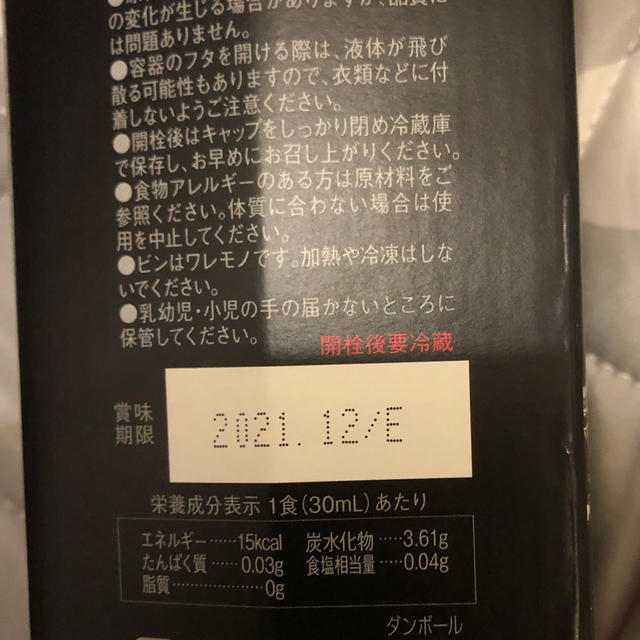 の変化が生じる場合がありますが、品質に
は問題ありません。
●容器のフタを開ける際は、液体が飛び
散る可能性もありますので、衣類などに付
着しないようご注意ください。
●開栓後はキャップをしっかり閉め冷蔵庫
で保存し、お早めにお召し上がりください。
●食物アレルギーのある方は原材料をご
参照ください。体質に合わない場合は使
用を中止してください。
●ビンはワレモノです。加熱や冷凍はしな
いでください。
●乳幼児・小児の手の届かないところに
保管してください。
開栓後要冷蔵
賞味
期限
2021.12/E
栄養成分表示 1食(30mL)あたり
エネルギー……15kcal 炭水化物……3.61g
たんぱく質……0.03g 食塩相当量……0.04g
脂質………………0g
ダンボール